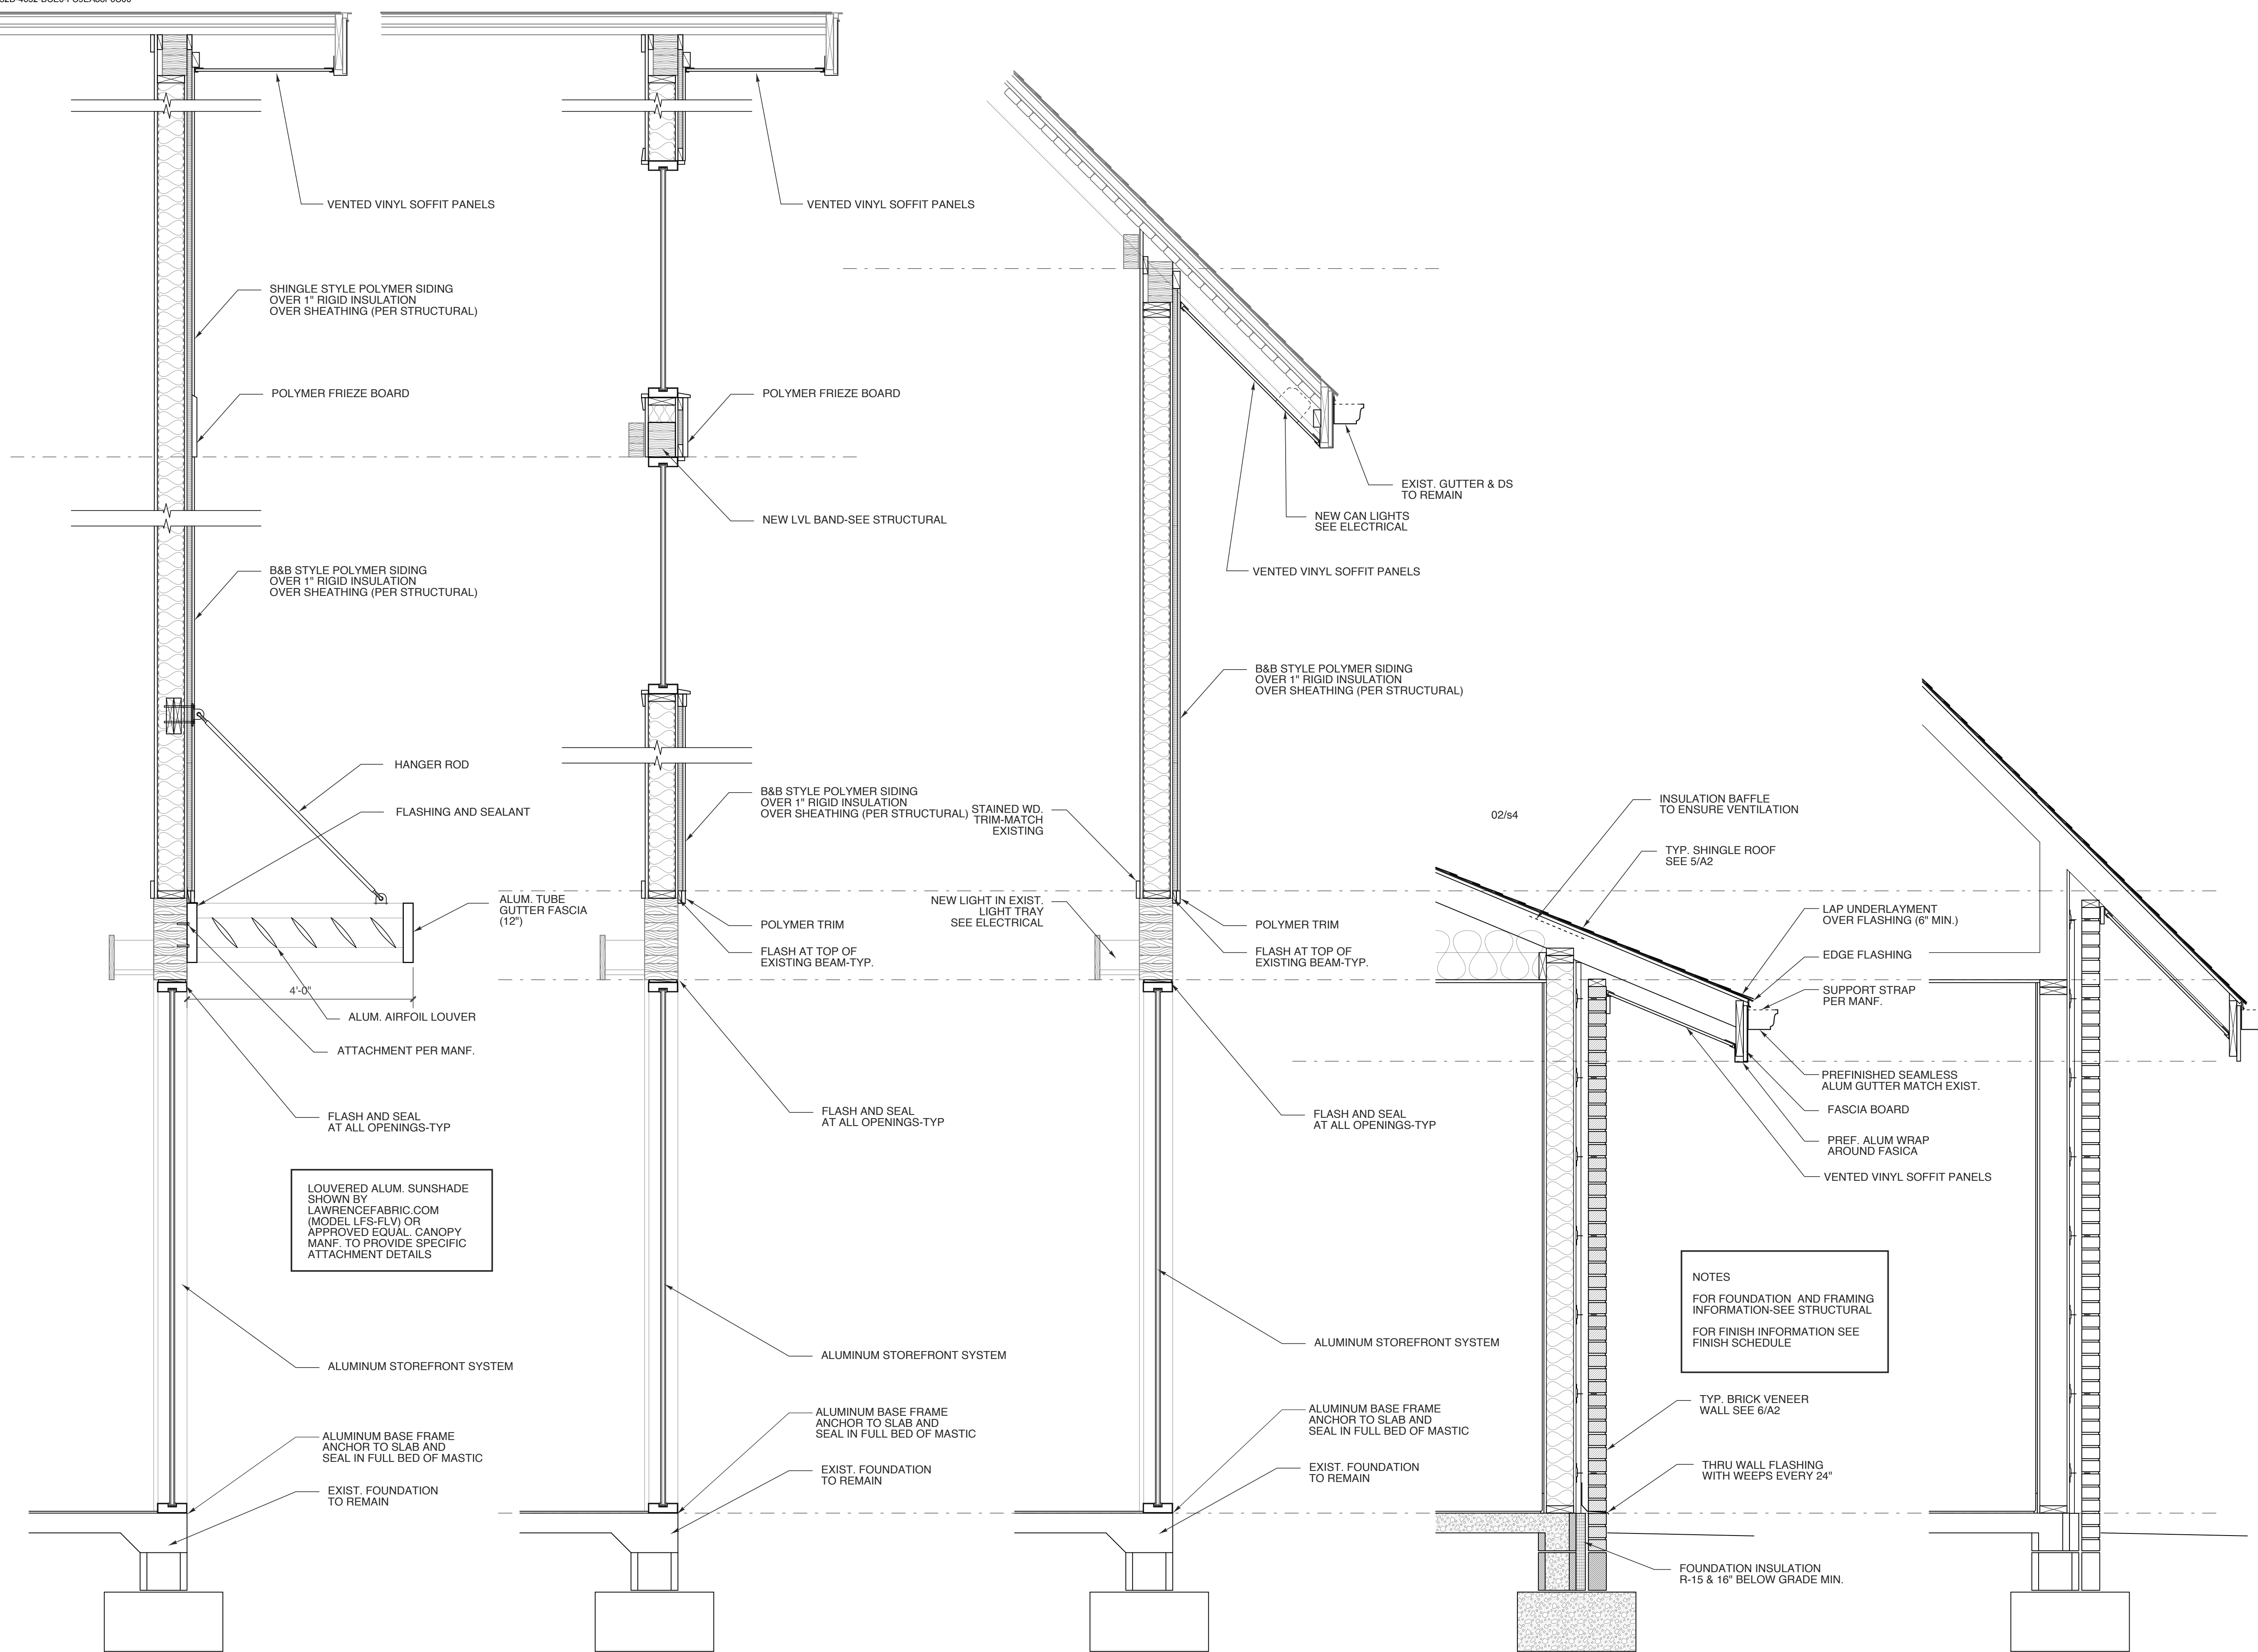 VENTED VINYL SOFFIT PANELS
SHINGLE STYLE POLYMER SIDING
OVER 1" RIGID INSULATION
OVER SHEATHING (PER STRUCTURAL)
POLYMER FRIEZE BOARD
B&B STYLE POLYMER SIDING
OVER 1" RIGID INSULATION
OVER SHEATHING (PER STRUCTURAL)
HANGER ROD
FLASHING AND SEALANT
ALUM. TUBE
GUTTER FASCIA
(12")
4'-0"
ALUM. AIRFOIL LOUVER
ATTACHMENT PER MANF.
FLASH AND SEAL
AT ALL OPENINGS-TYP
LOUVERED ALUM. SUNSHADE
SHOWN BY
LAWRENCEFABRIC.COM
(MODEL LFS-FLV) OR
APPROVED EQUAL. CANOPY
MANF. TO PROVIDE SPECIFIC
ATTACHMENT DETAILS
ALUMINUM STOREFRONT SYSTEM
ALUMINUM BASE FRAME
ANCHOR TO SLAB AND
SEAL IN FULL BED OF MASTIC
EXIST. FOUNDATION
TO REMAIN
VENTED VINYL SOFFIT PANELS
POLYMER FRIEZE BOARD
NEW LVL BAND-SEE STRUCTURAL
B&B STYLE POLYMER SIDING
OVER 1" RIGID INSULATION
OVER SHEATHING (PER STRUCTURAL)
POLYMER TRIM
FLASH AT TOP OF
EXISTING BEAM-TYP.
FLASH AND SEAL
AT ALL OPENINGS-TYP
ALUMINUM STOREFRONT SYSTEM
ALUMINUM BASE FRAME
ANCHOR TO SLAB AND
SEAL IN FULL BED OF MASTIC
EXIST. FOUNDATION
TO REMAIN
EXIST. GUTTER & DS
TO REMAIN
NEW CAN LIGHTS
SEE ELECTRICAL
VENTED VINYL SOFFIT PANELS
B&B STYLE POLYMER SIDING
OVER 1" RIGID INSULATION
OVER SHEATHING (PER STRUCTURAL)
STAINED WD.
TRIM-MATCH
EXISTING
NEW LIGHT IN EXIST.
LIGHT TRAY
SEE ELECTRICAL
POLYMER TRIM
FLASH AT TOP OF
EXISTING BEAM-TYP.
FLASH AND SEAL
AT ALL OPENINGS-TYP
ALUMINUM STOREFRONT SYSTEM
ALUMINUM BASE FRAME
ANCHOR TO SLAB AND
SEAL IN FULL BED OF MASTIC
EXIST. FOUNDATION
TO REMAIN
02/s4
INSULATION BAFFLE
TO ENSURE VENTILATION
TYP. SHINGLE ROOF
SEE 5/A2
LAP UNDERLAYMENT
OVER FLASHING (6" MIN.)
EDGE FLASHING
SUPPORT STRAP
PER MANF.
PREFINISHED SEAMLESS
ALUM GUTTER MATCH EXIST.
FASCIA BOARD
PREF. ALUM WRAP
AROUND FASICA
VENTED VINYL SOFFIT PANELS
NOTES
FOR FOUNDATION  AND FRAMING
INFORMATION-SEE STRUCTURAL
FOR FINISH INFORMATION SEE
FINISH SCHEDULE
TYP. BRICK VENEER
WALL SEE 6/A2
THRU WALL FLASHING
WITH WEEPS EVERY 24"
FOUNDATION INSULATION
R-15 & 16" BELOW GRADE MIN.